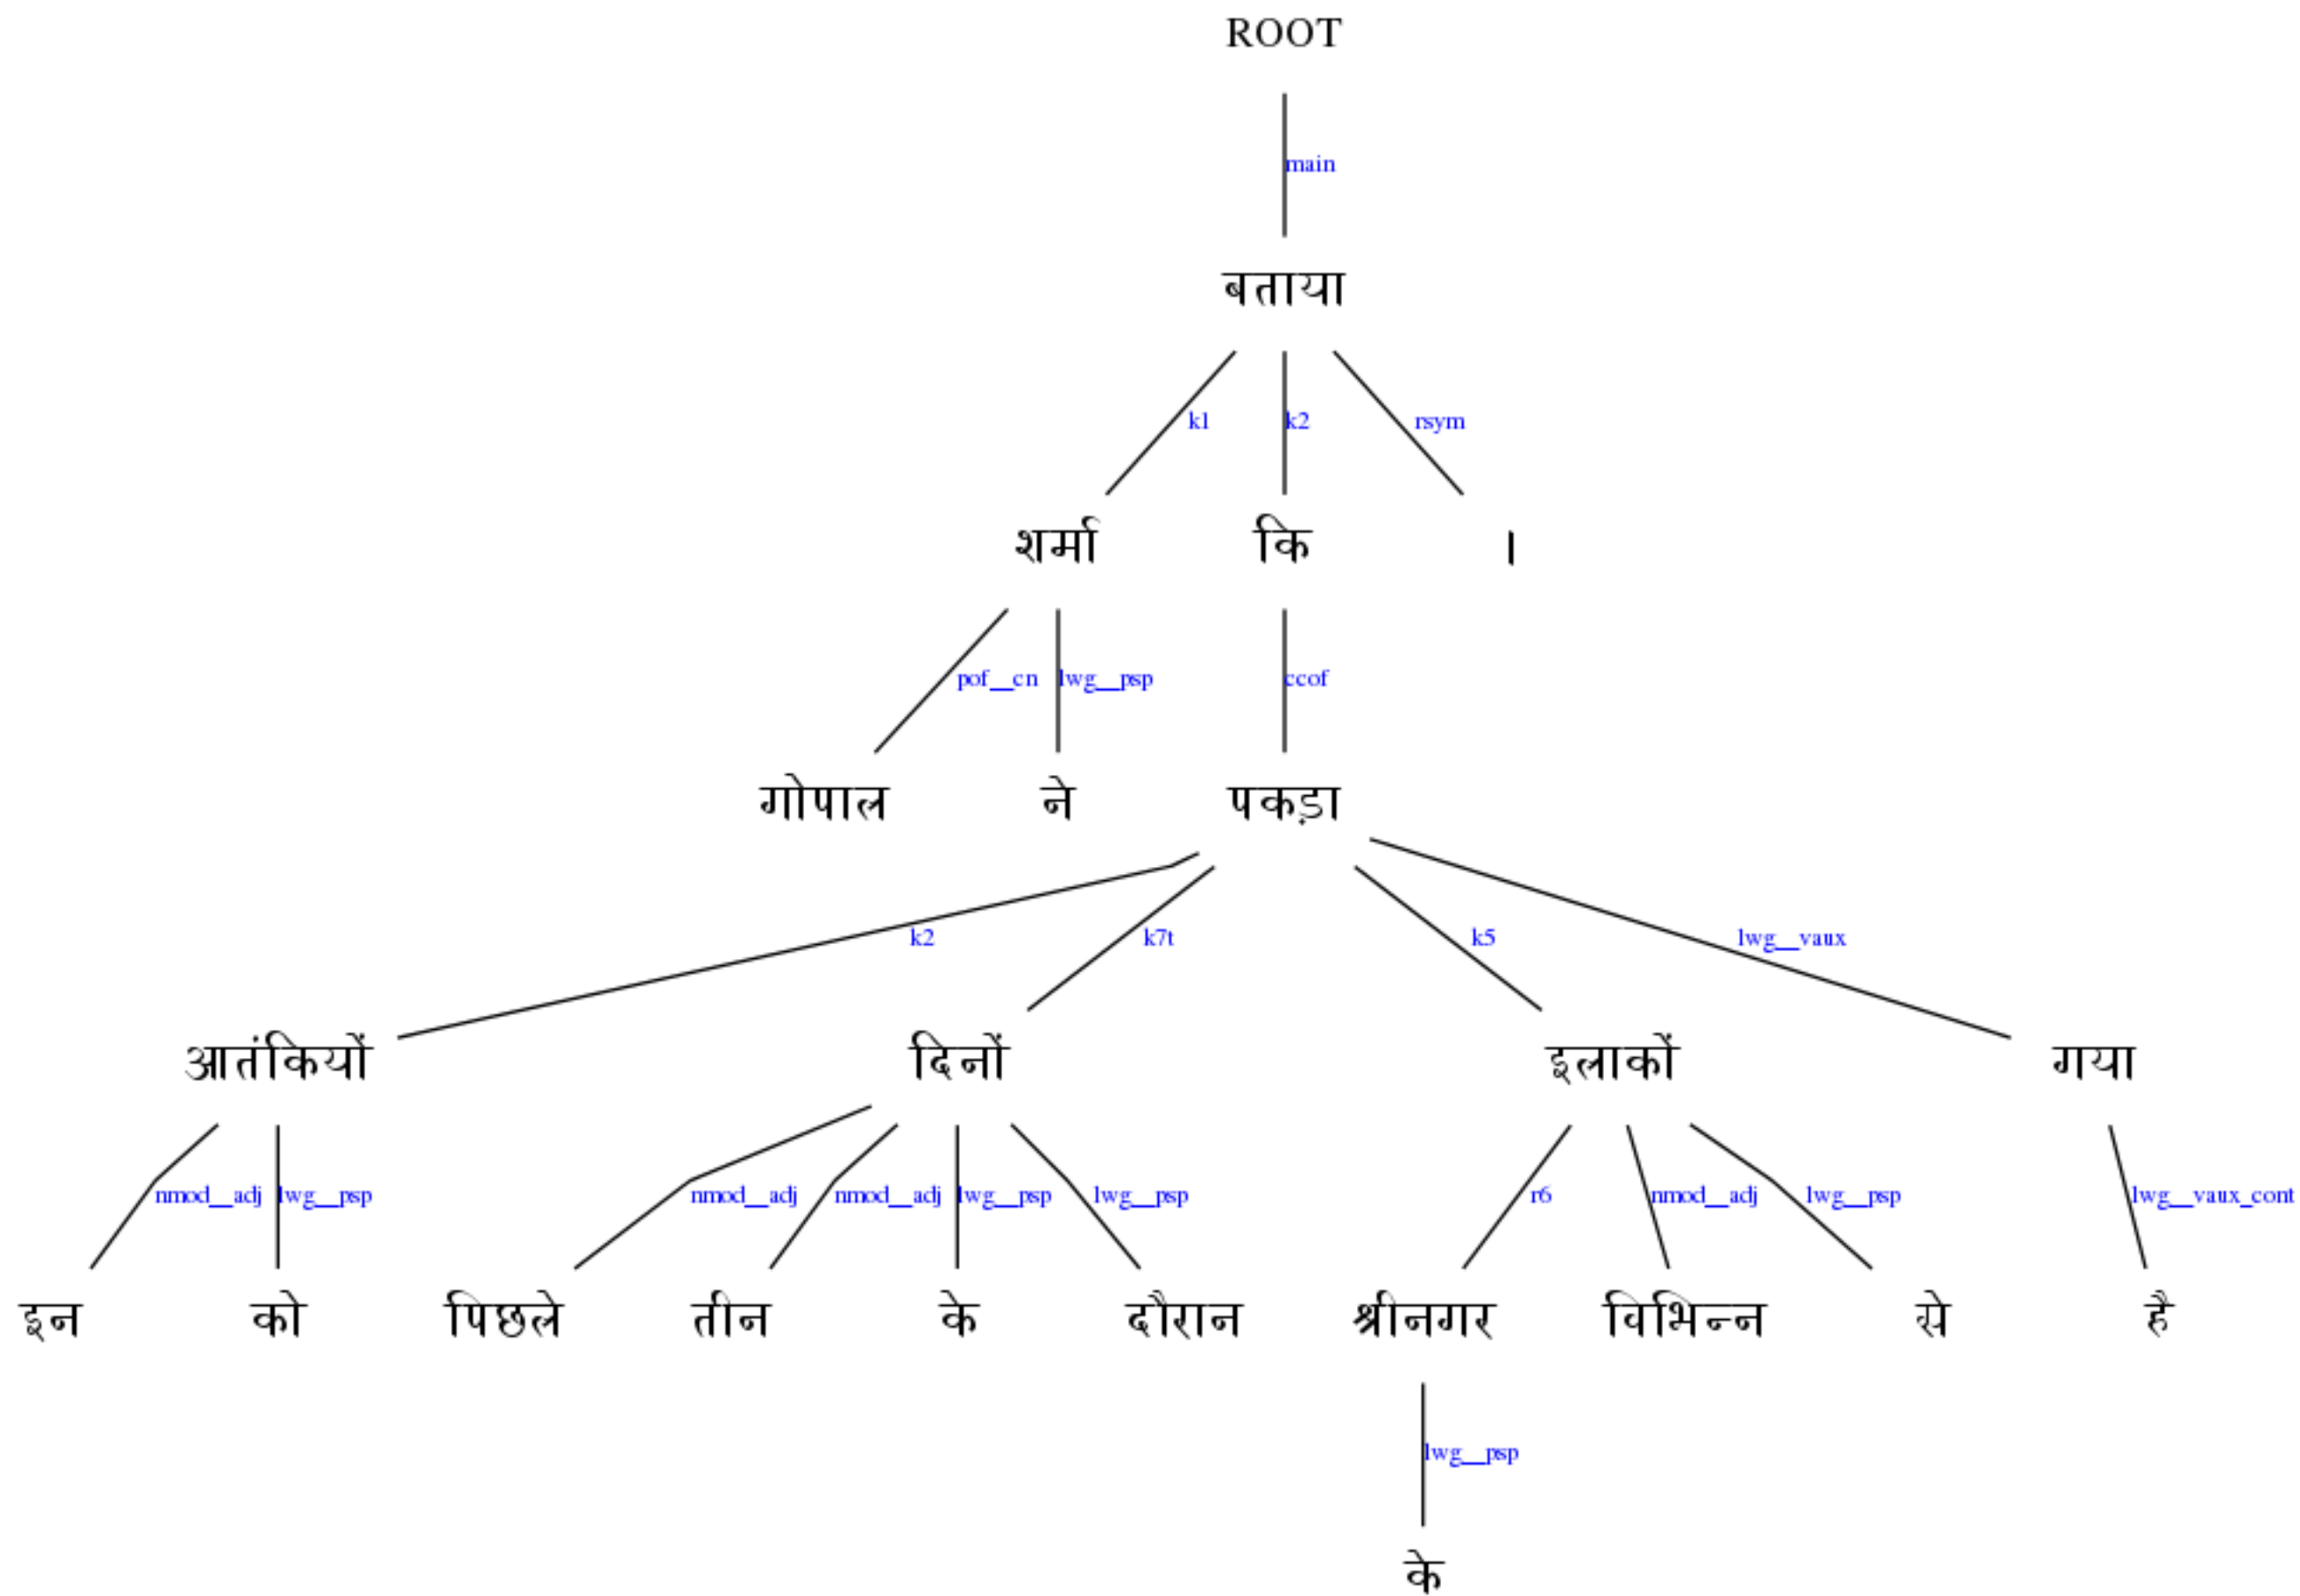 ROOT
main
बताया
k1 k2 rsym
शर्मा कि ।
pof__cn lwg__psp ccof
गोपाल ने पकड़ा
k2 k7t k5 lwg__vaux
आतंकियों दिनों इलाकों गया
nmod__adj lwg__psp nmod__adj nmod__adj lwg__psp lwg__psp r6 nmod__adj lwg__psp lwg__vaux_cont
इन को पिछले तीन के दौरान श्रीनगर विभिन्न से है
lwg__psp
के